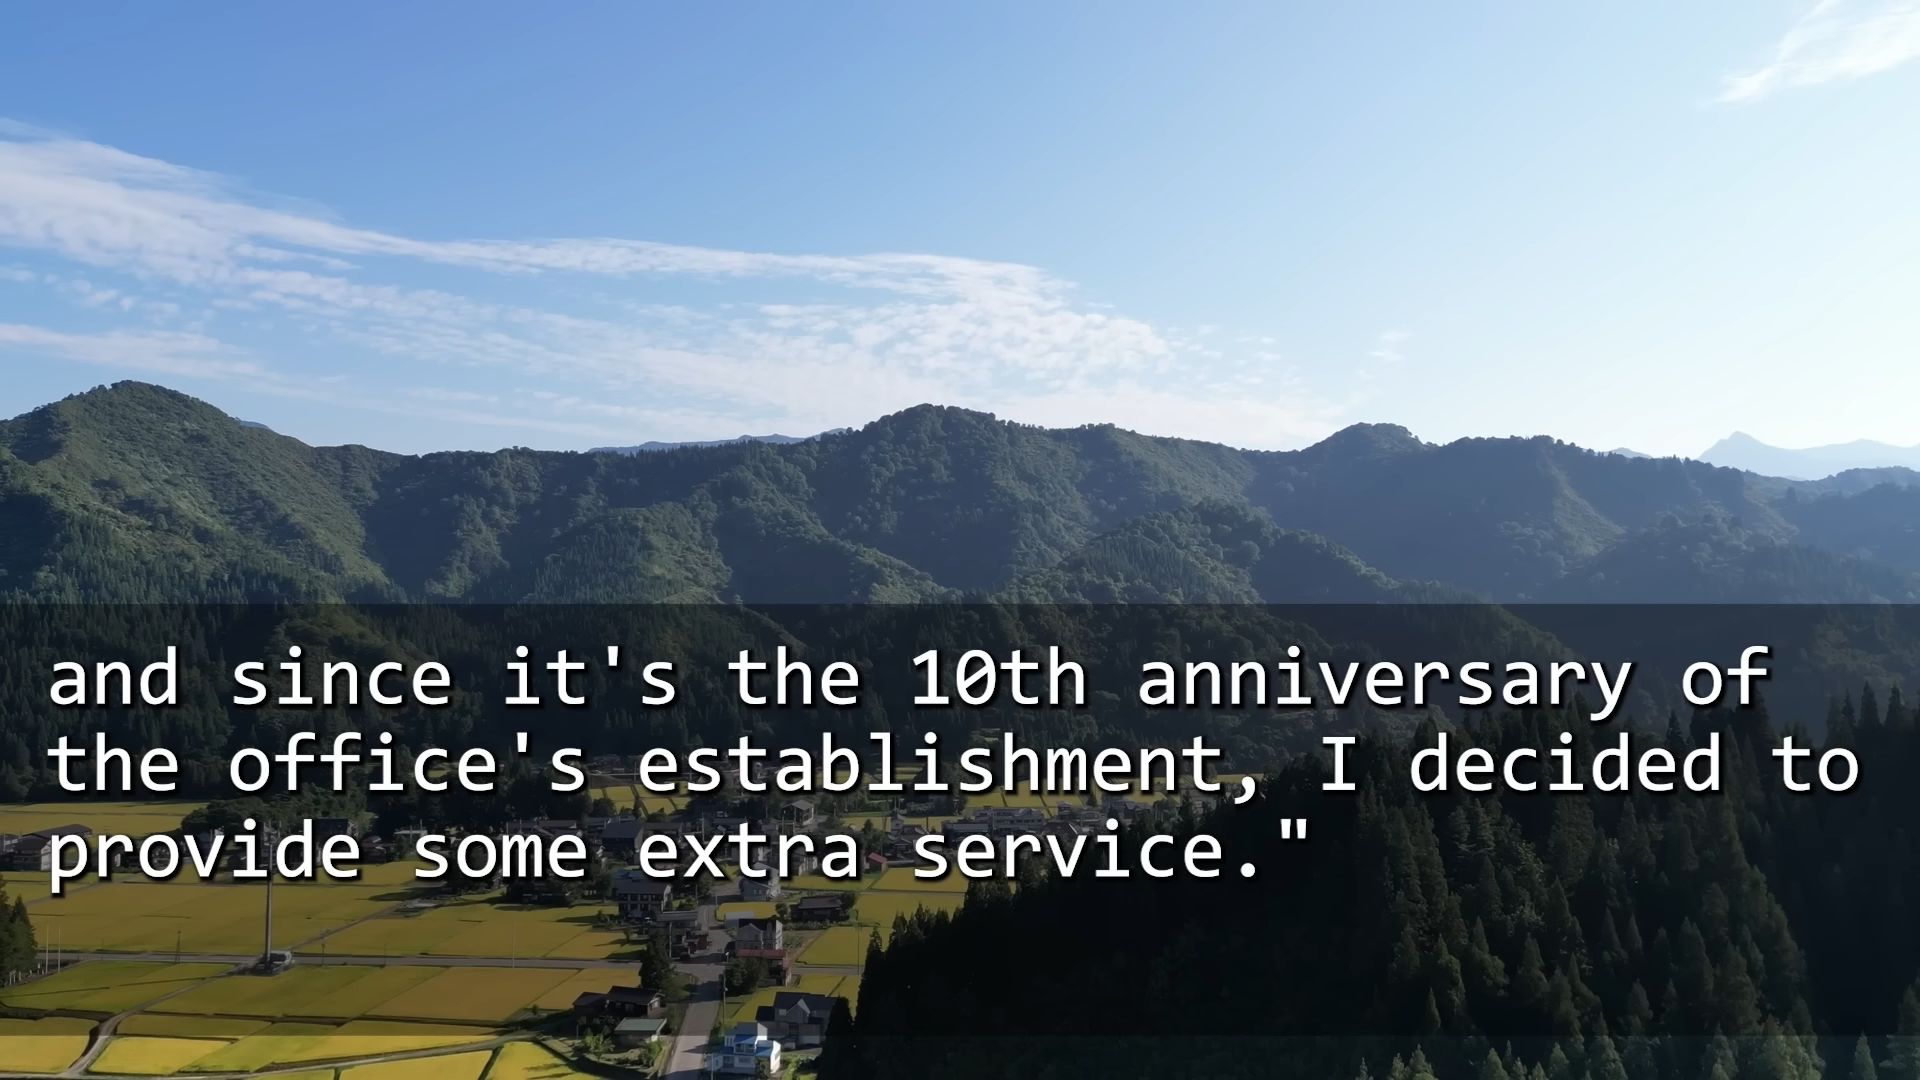 and since it's the 10th anniversary of
the office's establishment, I decided to
provide some extra service."